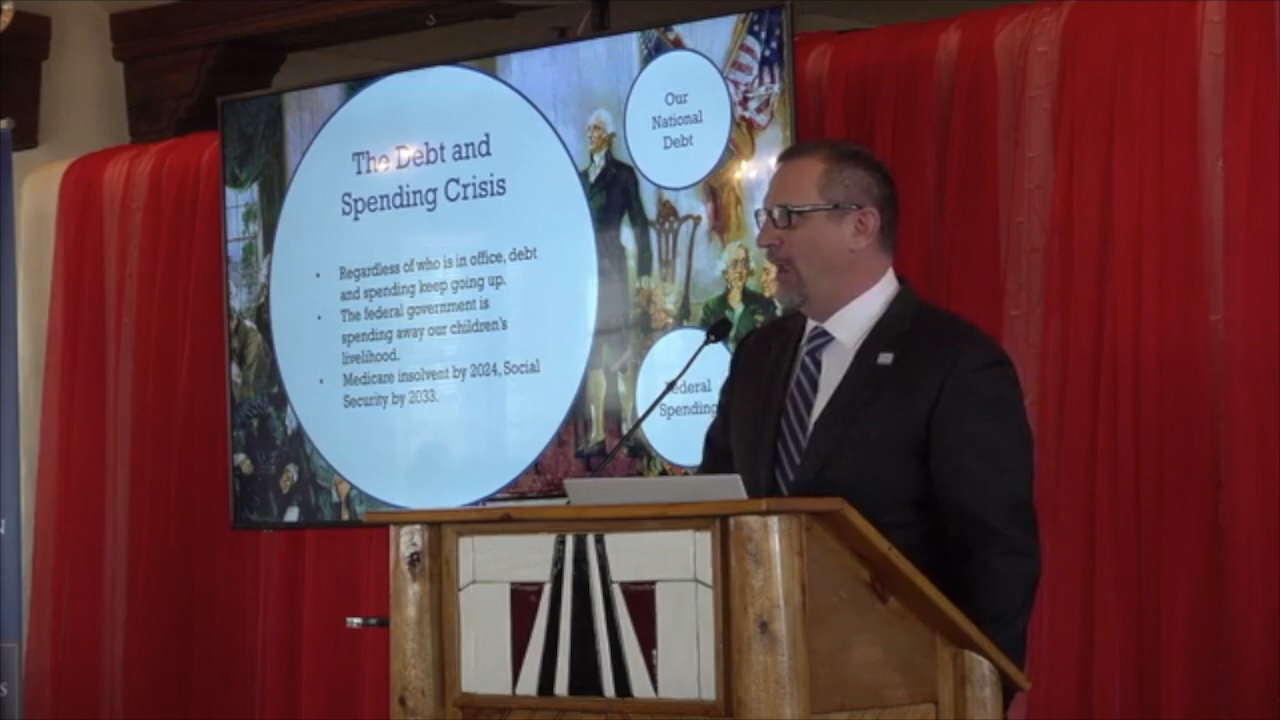 The Debt and
Spending Crisis
• Regardless of who is in office, debt
and spending keep going up.
• The federal government is
spending away our children's
livelihood.
• Medicare insolvent by 2024, Social
Security by 2033.
Our
National
Debt
Federal
Spending
N
S